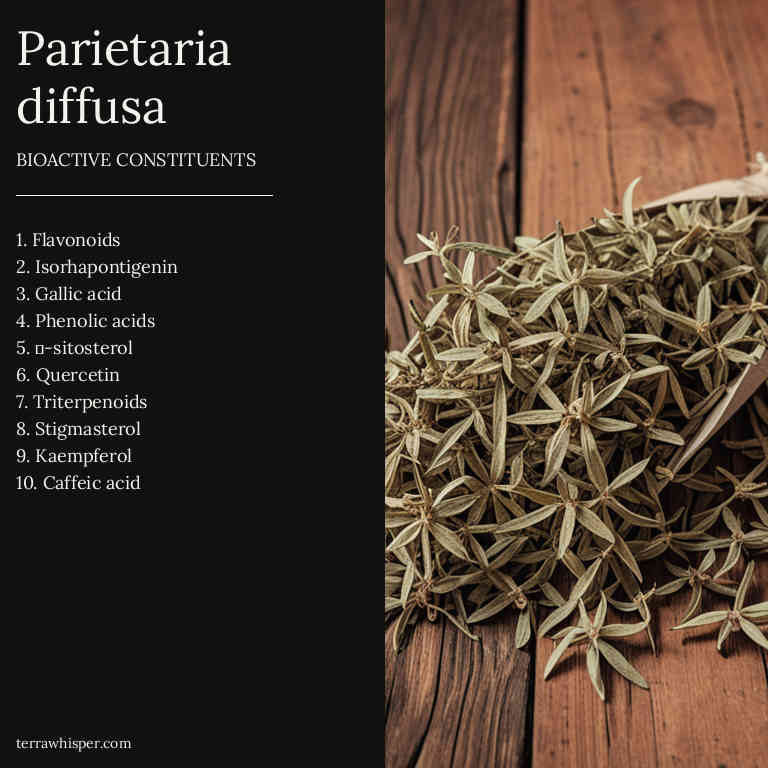 Parietaria
diffusa
BIOACTIVE CONSTITUENTS
1. Flavonoids
2. Isorhapontigenin
3. Gallic acid
4. Phenolic acids
5. □-sitosterol
6. Quercetin
7. Triterpenoids
8. Stigmasterol
9. Kaempferol
10. Caffeic acid
terrawhisper.com